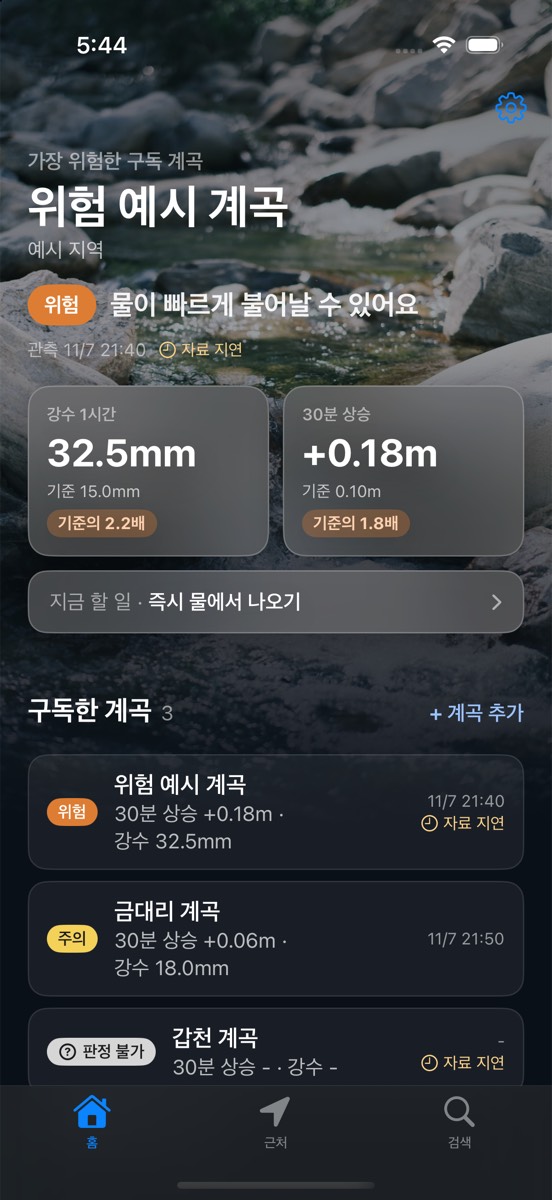 5:44
가장 위험한 구독 계곡
위험 예시 계곡
예시 지역
위험 물이 빠르게 불어날 수 있어요
관측 11/7 21:40 자료 지연
강수 1시간
32.5mm
기준 15.0mm
기준의 2.2배
30분 상승
+0.18m
기준 0.10m
기준의 1.8배
지금 할 일 · 즉시 물에서 나오기
구독한 계곡 3
+ 계곡 추가
위험
위험 예시 계곡
30분 상승 +0.18m ·
강수 32.5mm
11/7 21:40
자료 지연
주의
금대리 계곡
30분 상승 +0.06m ·
강수 18.0mm
11/7 21:50
판정 불가
갑천 계곡
30분 상승 - · 강수 -
-
자료 지연
홈
근처
검색